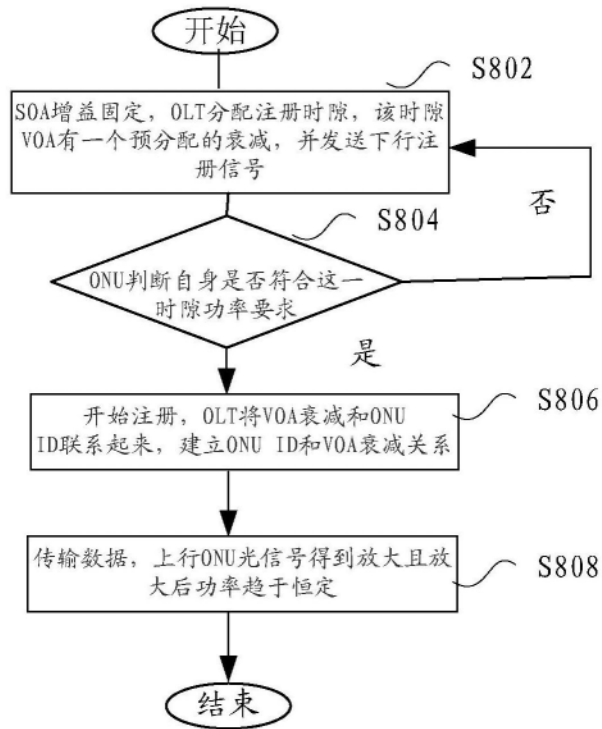 开始
S802
SOA增益固定，OLT分配注册时隙，该时隙
VOA有一个预分配的衰减，并发送下行注
册信号
否
S804
ONU判断自身是否符合这一
时隙功率要求
是
S806
开始注册，OLT将VOA衰减和ONU
ID联系起来，建立ONU ID和VOA衰减关系
传输数据，上行ONU光信号得到放大且放
大后功率趋于恒定
S808
结束